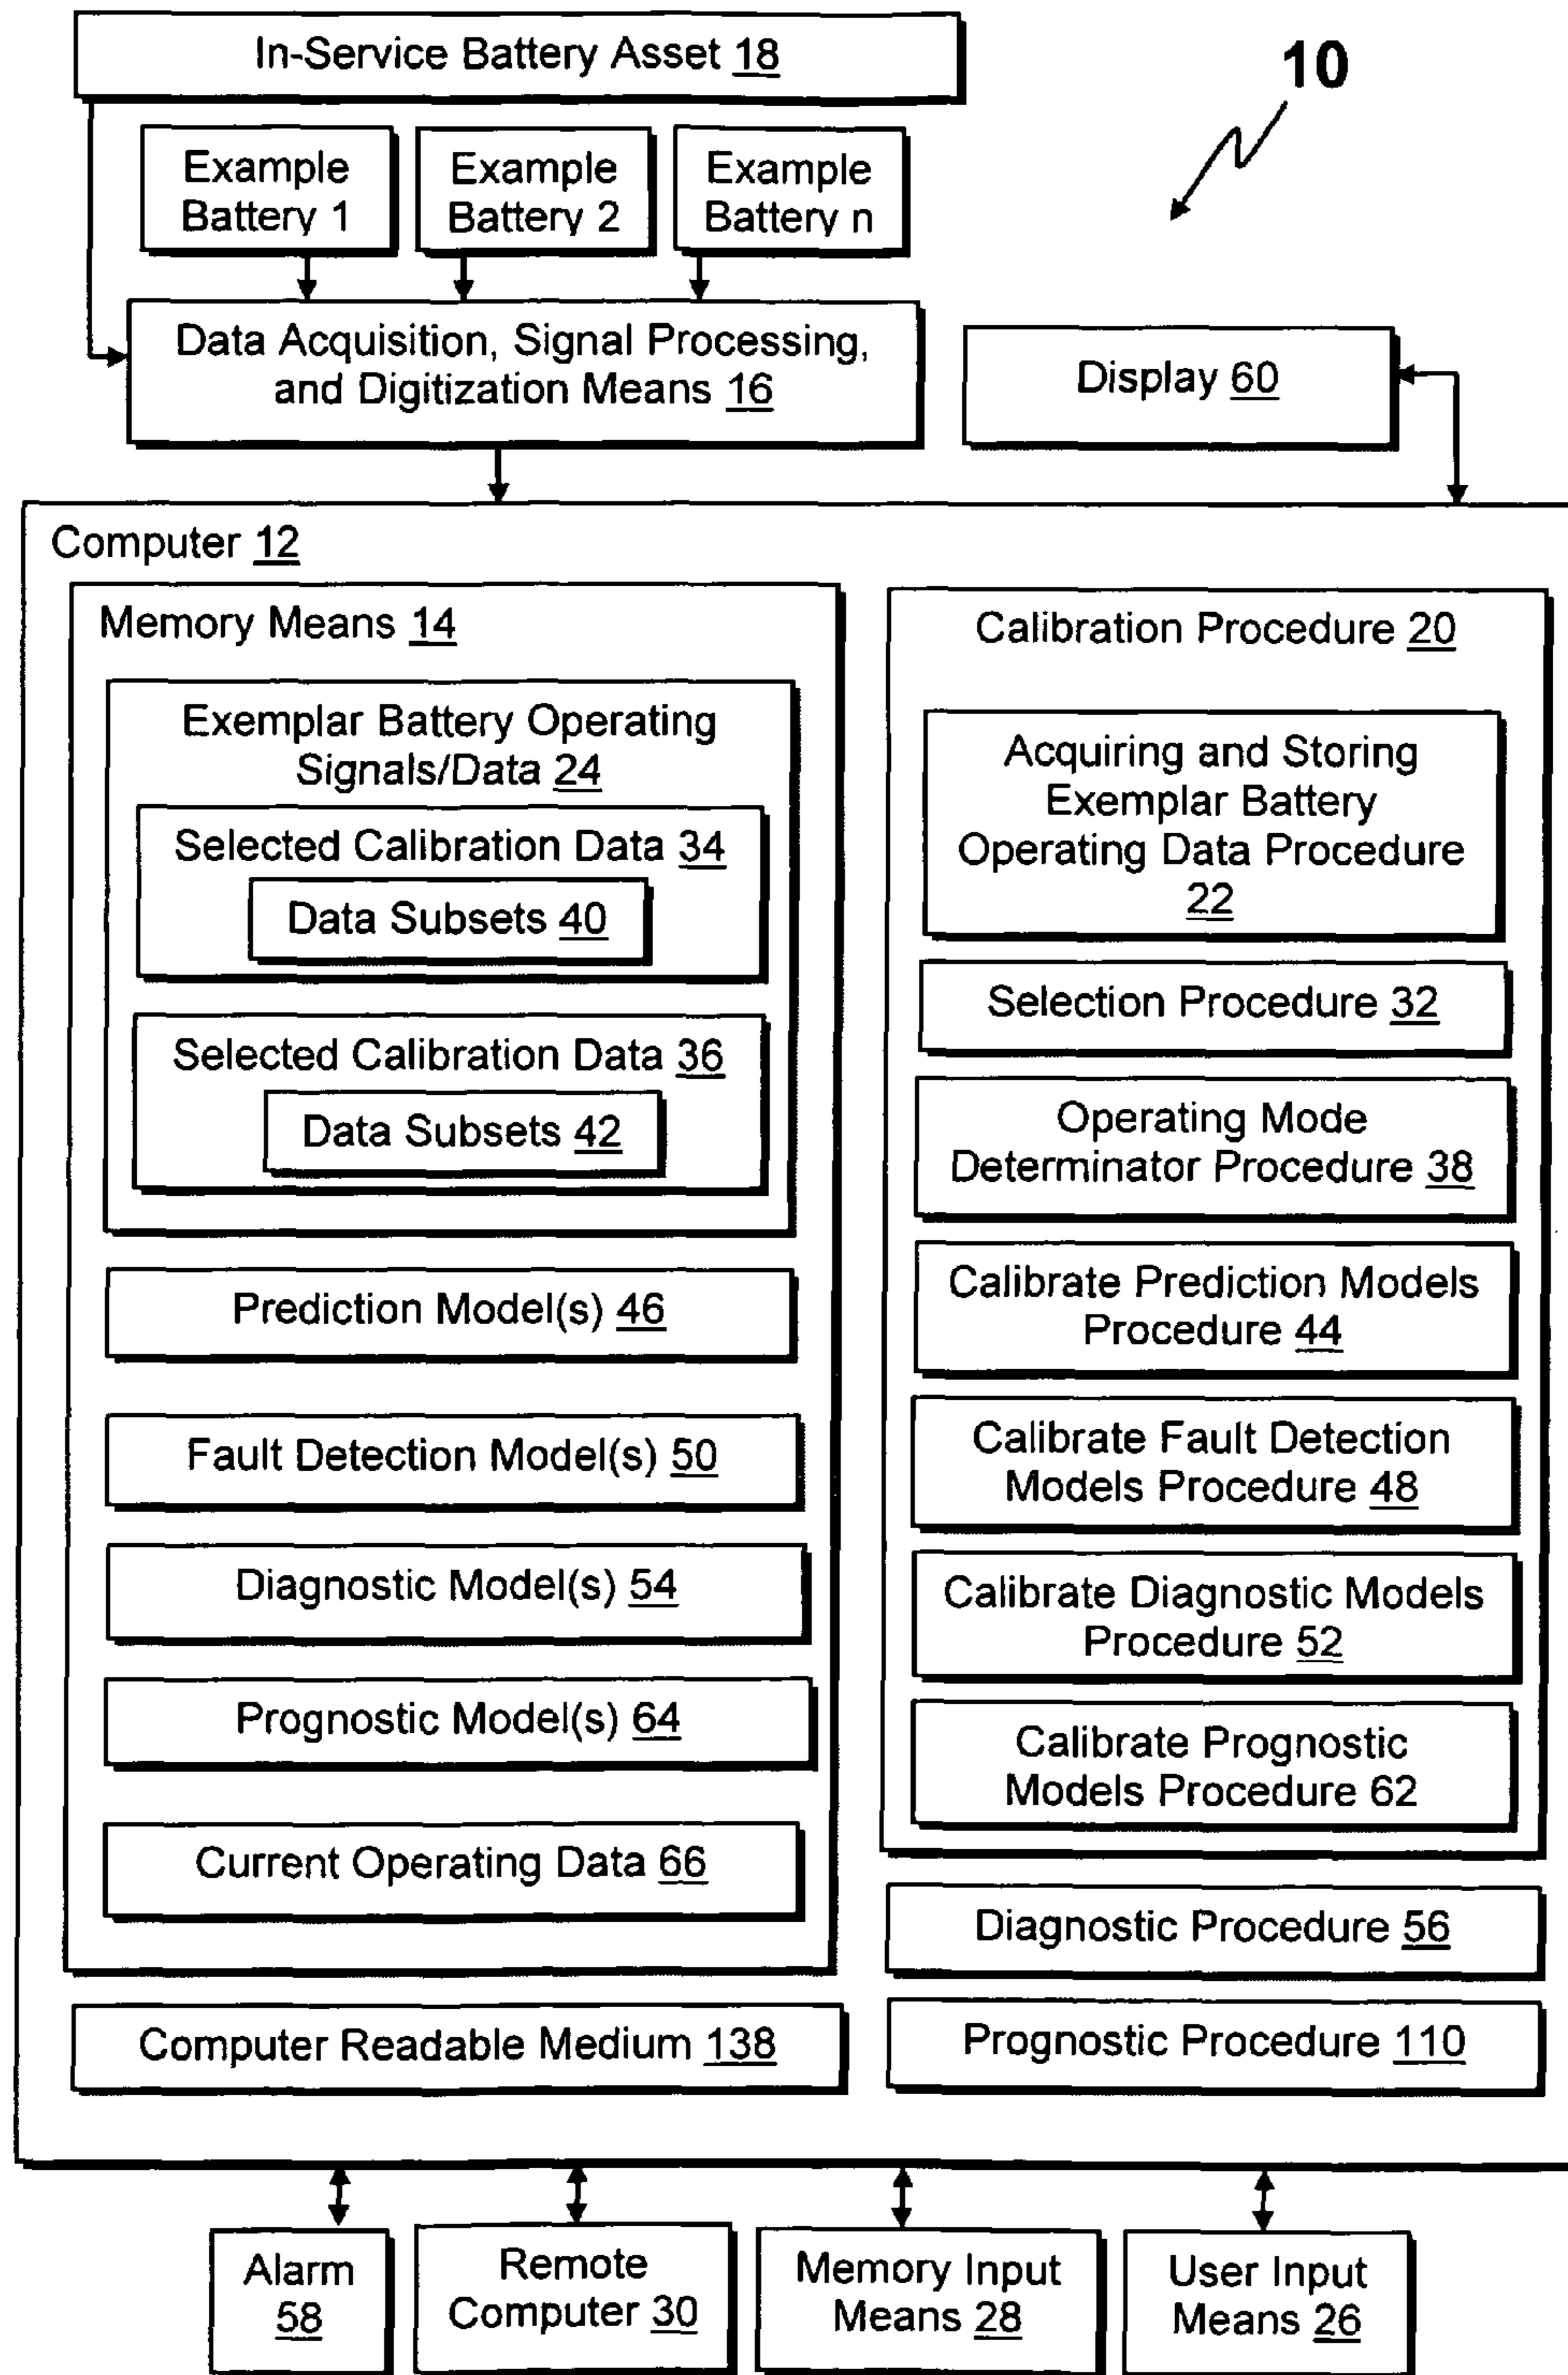 In-Service Battery Asset 18
10
Example
Battery 1
Example
Battery 2
Example
Battery n
Data Acquisition, Signal Processing,
and Digitization Means 16
Display 60
Computer 12
Memory Means 14
Exemplar Battery Operating
Signals/Data 24
Selected Calibration Data 34
Data Subsets 40
Selected Calibration Data 36
Data Subsets 42
Prediction Model(s) 46
Fault Detection Model(s) 50
Diagnostic Model(s) 54
Prognostic Model(s) 64
Current Operating Data 66
Computer Readable Medium 138
Calibration Procedure 20
Acquiring and Storing
Exemplar Battery
Operating Data Procedure
22
Selection Procedure 32
Operating Mode
Determinator Procedure 38
Calibrate Prediction Models
Procedure 44
Calibrate Fault Detection
Models Procedure 48
Calibrate Diagnostic Models
Procedure 52
Calibrate Prognostic
Models Procedure 62
Diagnostic Procedure 56
Prognostic Procedure 110
Alarm
58
Remote
Computer 30
Memory Input
Means 28
User Input
Means 26